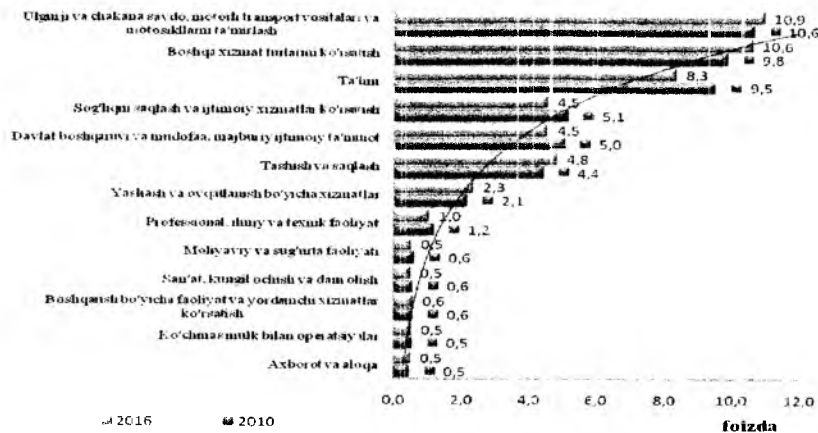 Ulgurji va chakana savdo, motorli transport vositalari va
motosikllarni ta'mirlash
10,9
10,6
Boshqa xizmat turlarini ko'rsatish
10,6
9,8
Ta'lim
8,3
9,5
Sog'liqni saqlash va ijtimoiy xizmatlar ko'rsatish
4,5
5,1
Davlat boshqaruvi va mudofaa, majburiy ijtimoiy ta'minot
4,5
5,0
Tashish va saqlash
4,8
4,4
Yashash va ovqatlanish bo'yicha xizmatlar
2,3
2,1
Professional, ilmiy va texnik faoliyat
1,0
1,2
Moliyaviy va sug'urta faoliyati
0,5
0,6
San'at, kungil ochish va dam olish
0,5
0,6
Boshqarish bo'yicha faoliyat va yordamchi xizmatlar
ko'rsatish
0,6
0,6
Ko'chmas mulk bilan operatsiyalar
0,5
0,5
Axborot va aloqa
0,5
0,5
0,0 2,0 4,0 6,0 8,0 10,0 12,0
foizda
2016 2010